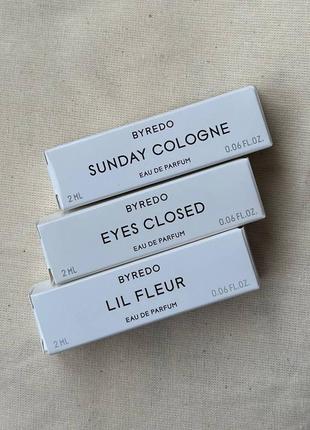 BYREDO
SUNDAY COLOGNE
EAU DE PARFUM
2 ML 0.06 FL.OZ.
BYREDO
EYES CLOSED
EAU DE PARFUM
2 ML 0.06 FL.OZ.
BYREDO
LIL FLEUR
EAU DE PARFUM
2 ML 0.06 FL.OZ.